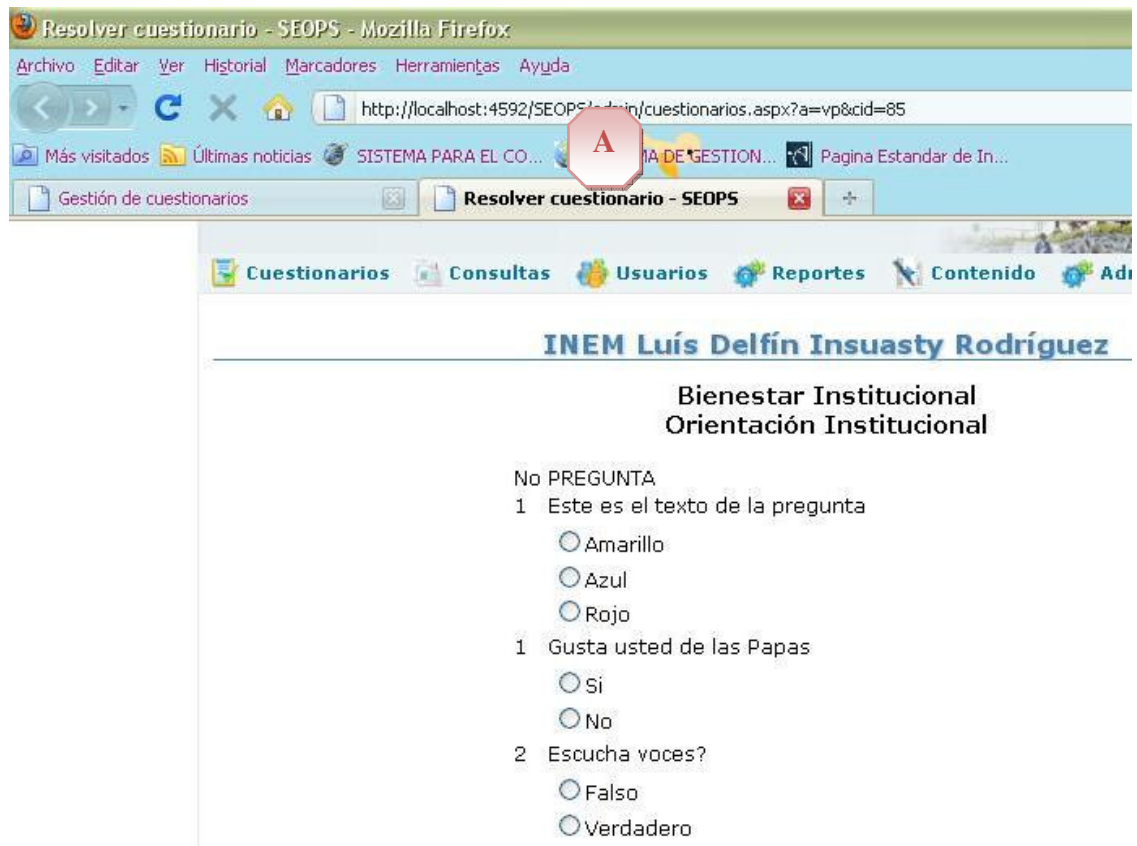 Resolver cuestionario - SEOPS - Mozilla Firefox
Archivo Editar Ver Historial Marcadores Herramientas Ayuda
http://localhost:4592/SEOPS/admin/cuestionarios.aspx?a=vp&cid=85
A
Más visitados Últimas noticias SISTEMA PARA EL CO... MA DE GESTION... Pagina Estandar de In...
Gestión de cuestionarios Resolver cuestionario - SEOPS
Cuestionarios Consultas Usuarios Reportes Contenido Adr
INEM Luís Delfín Insuasty Rodríguez
Bienestar Institucional
Orientación Institucional
No PREGUNTA
1 Este es el texto de la pregunta
Amarillo
Azul
Rojo
1 Gusta usted de las Papas
Si
No
2 Escucha voces?
Falso
Verdadero